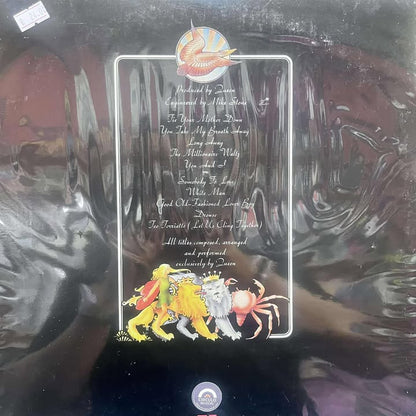 Produced by Queen
Engineered by Mike Stone
Tie Your Mother Down
You Take My Breath Away
Long Away
The Millionaire Waltz
You And I
Somebody To Love
White Man
Good Old-Fashioned Lover Boy
Drowse
Teo Torriatte (Let Us Cling Together)
All titles composed, arranged
and performed
exclusively by Queen